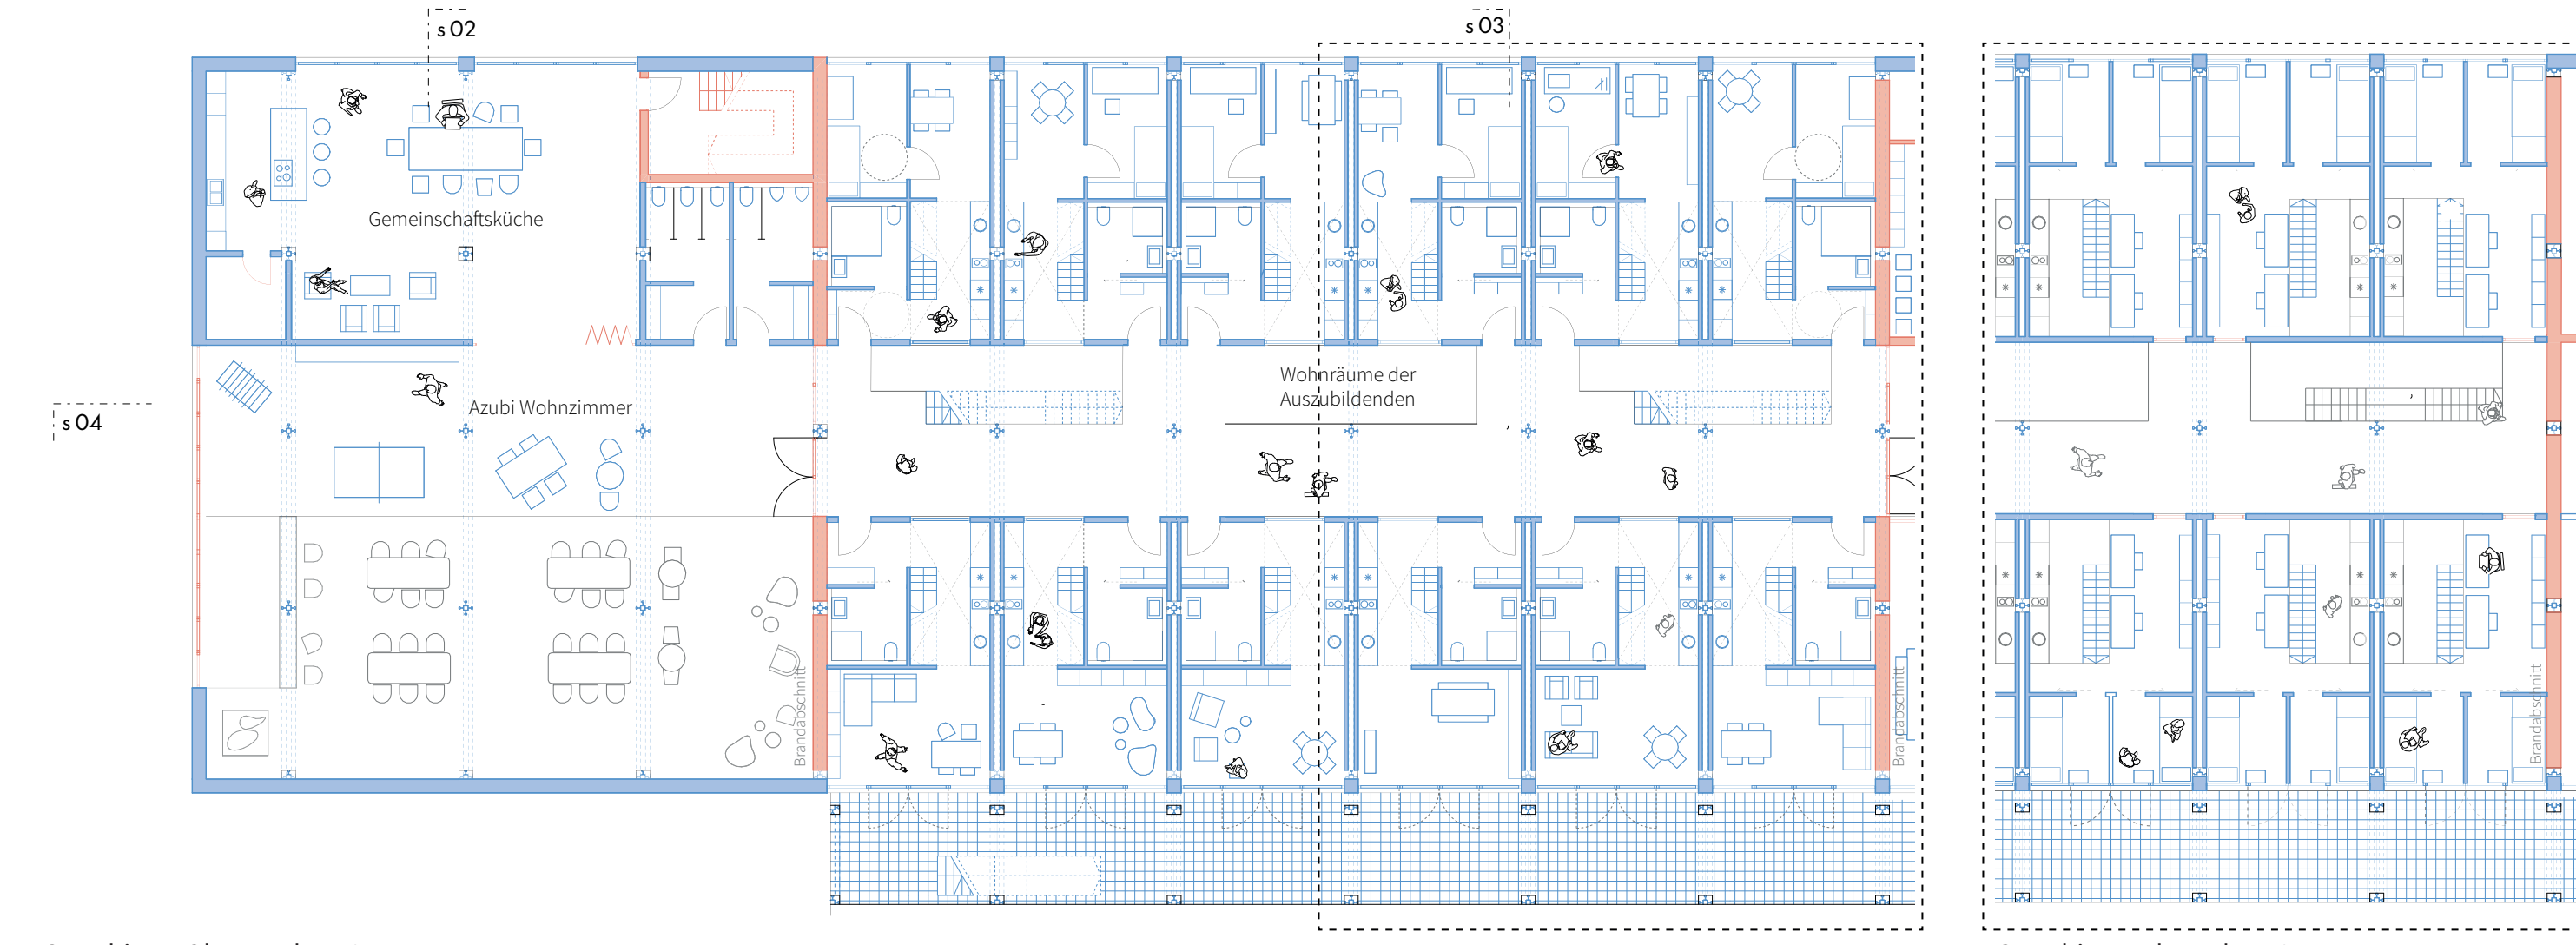 s 02
s 03
Gemeinschaftsküche
Wohnräume der
Auszubildenden
Azubi Wohnzimmer
s 04
Brandabschnitt
Brandabschnitt
Brandabschnitt